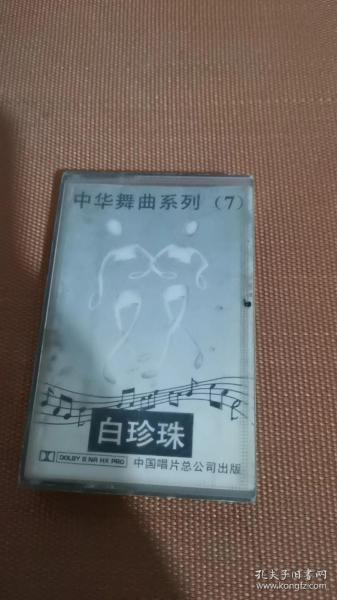 中华舞曲系列（7）
白珍珠
DOLBY B NR HX PRO
中国唱片总公司出版
孔夫子旧书网
kongfz.com